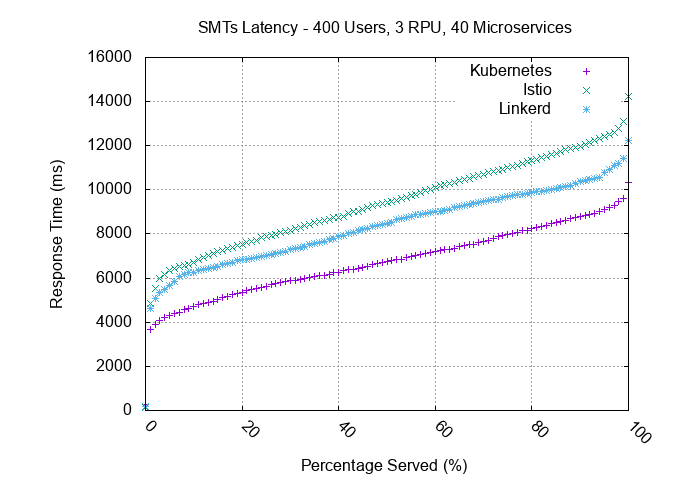 SMTs Latency - 400 Users, 3 RPU, 40 Microservices
16000
14000
12000
10000
8000
6000
4000
2000
0
Response Time (ms)
Kubernetes
Istio
Linkerd
0
20
40
60
80
100
Percentage Served (%)